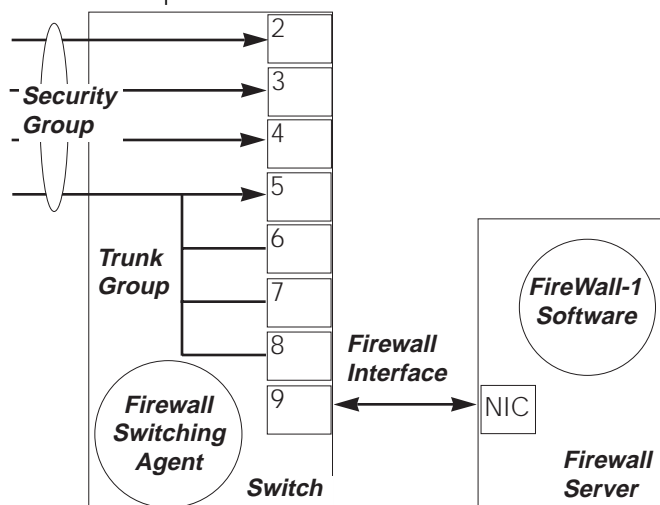 2
3
Security
Group
4
5
6
Trunk
Group
7
8
9
Firewall
Switching
Agent
Switch
Firewall
Interface
FireWall-1
Software
NIC
Firewall
Server